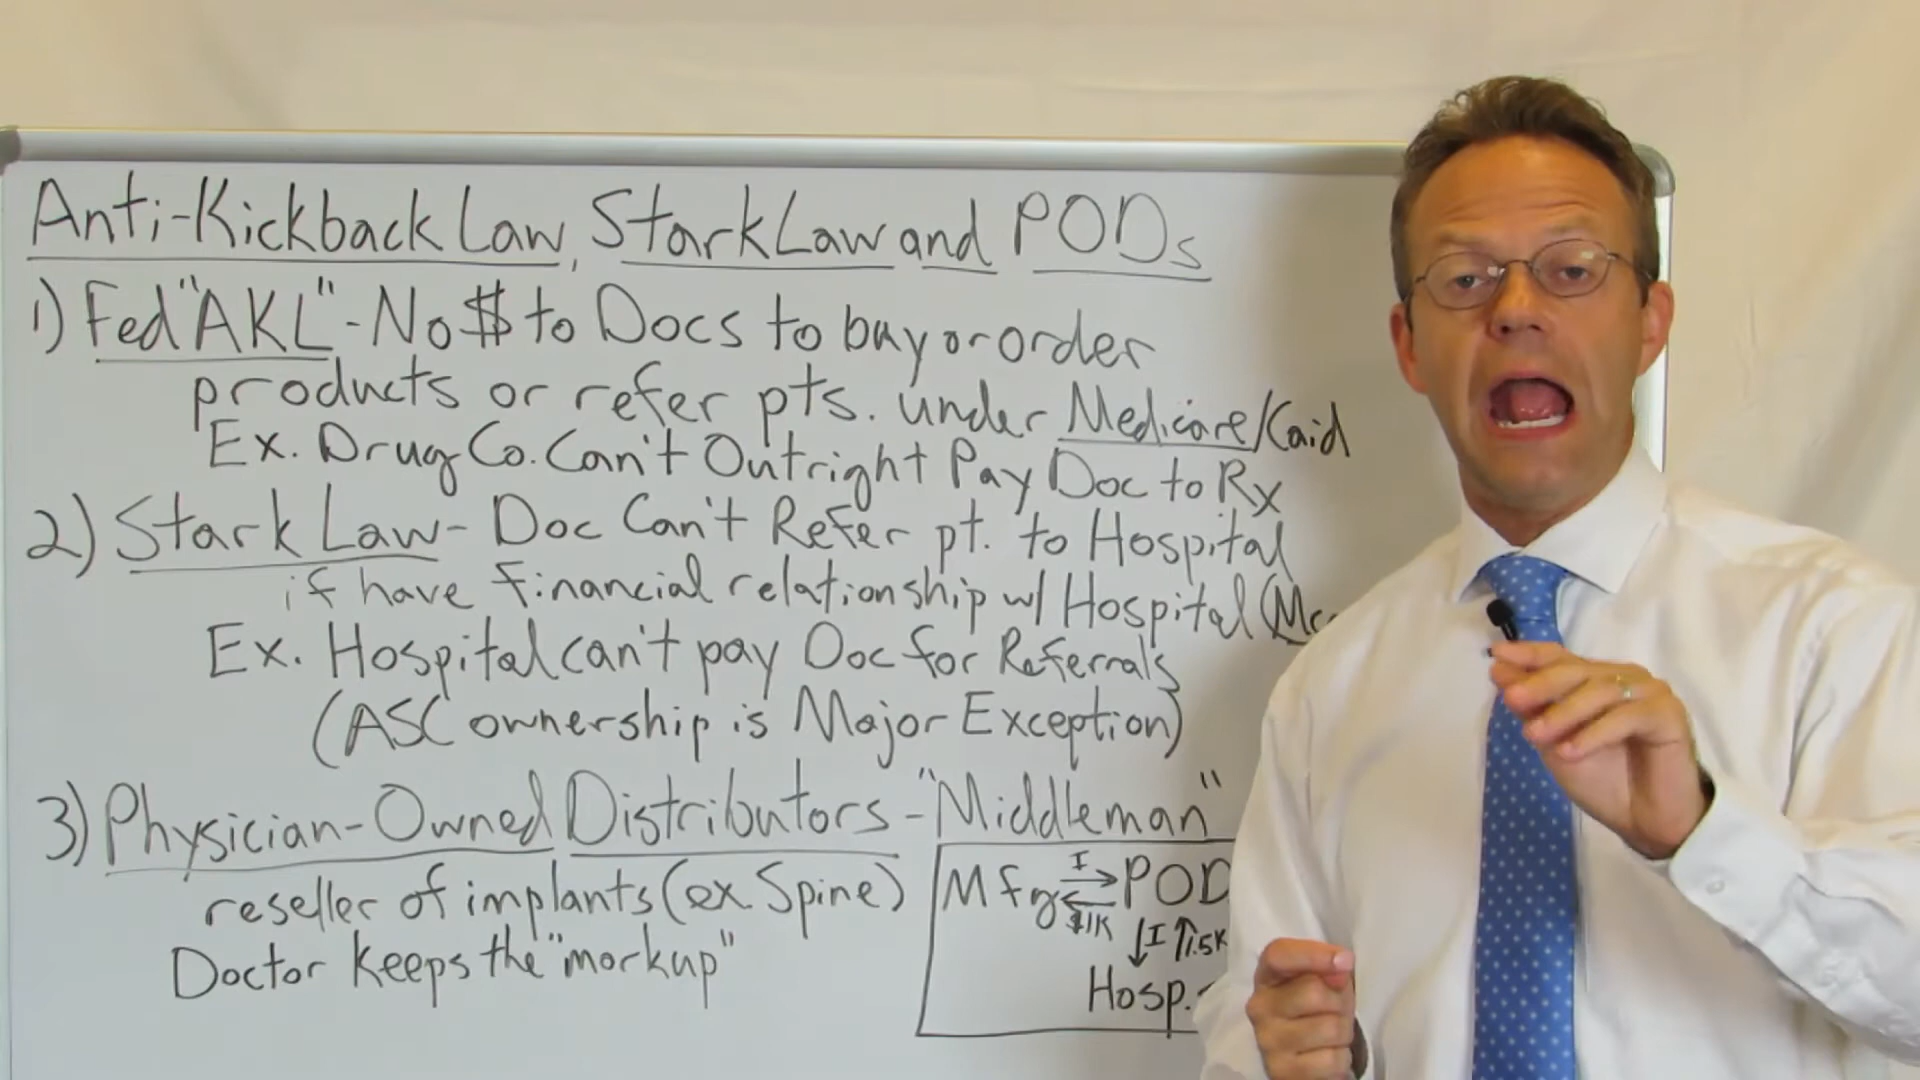 Anti-Kickback Law, Stark Law and PODs
1) Fed "AKL" - No $ to Docs to buy or order
products or refer pts. under Medicare/Caid
Ex. Drug Co. Can't Outright Pay Doc to Rx
2) Stark Law - Doc Can't Refer pt. to Hospital
if have financial relationship w/ Hospital
Ex. Hospital can't pay Doc for Referrals
(ASC ownership is Major Exception)
3) Physician-Owned Distributors - "Middleman"
reseller of implants (ex Spine)
Doctor keeps the "markup"
Mfg I POD
$1K
I 1.5K
Hosp.